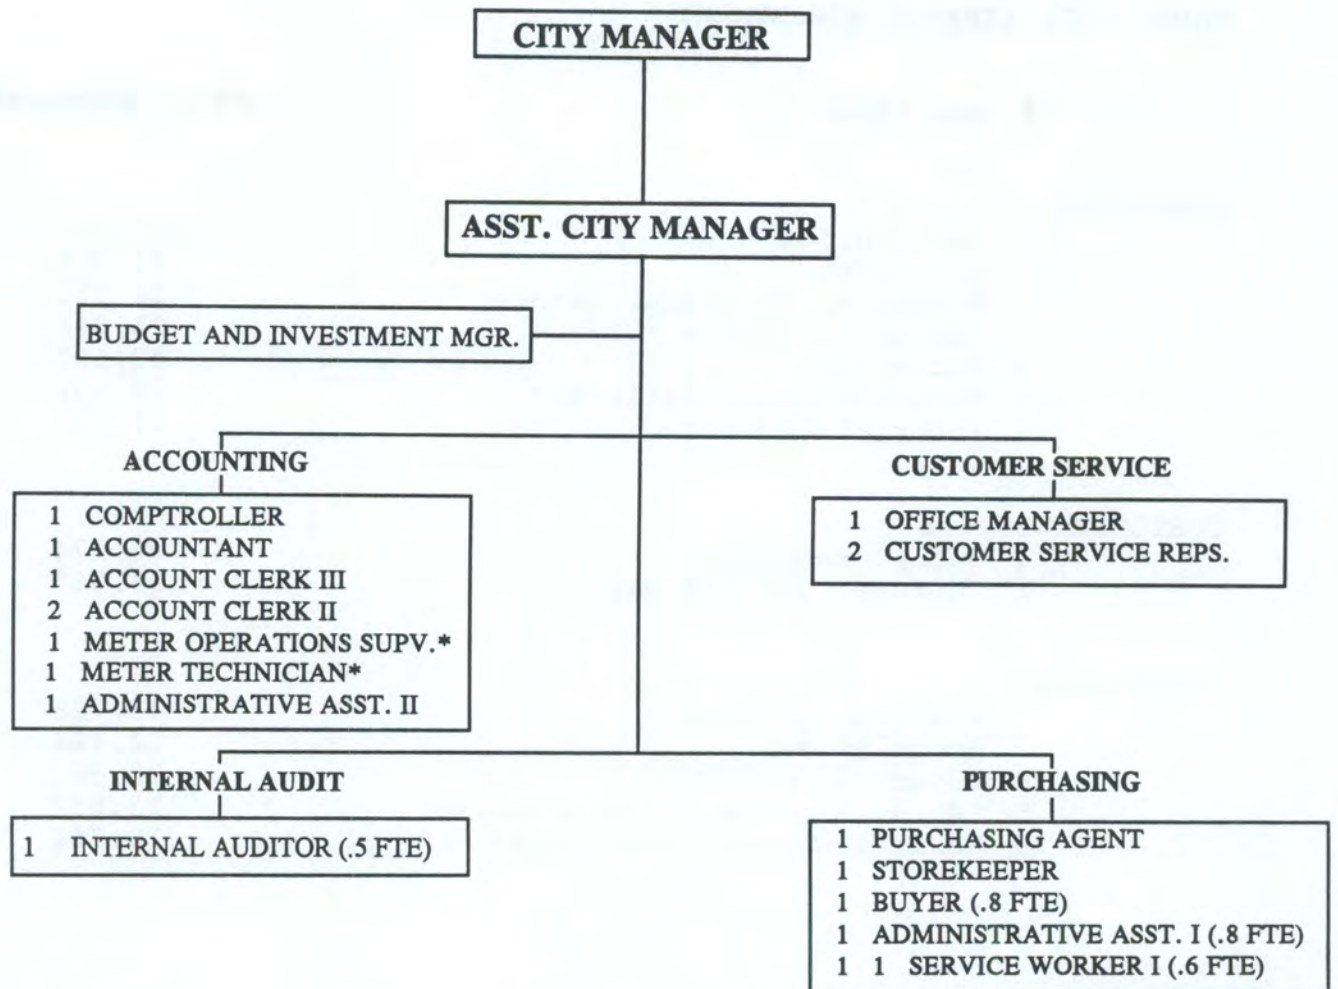 CITY MANAGER
ASST. CITY MANAGER
BUDGET AND INVESTMENT MGR.
ACCOUNTING
1 COMPTROLLER
1 ACCOUNTANT
1 ACCOUNT CLERK III
2 ACCOUNT CLERK II
1 METER OPERATIONS SUPV.*
1 METER TECHNICIAN*
1 ADMINISTRATIVE ASST. II
CUSTOMER SERVICE
1 OFFICE MANAGER
2 CUSTOMER SERVICE REPS.
INTERNAL AUDIT
1 INTERNAL AUDITOR (.5 FTE)
PURCHASING
1 PURCHASING AGENT
1 STOREKEEPER
1 BUYER (.8 FTE)
1 ADMINISTRATIVE ASST. I (.8 FTE)
1 1 SERVICE WORKER I (.6 FTE)